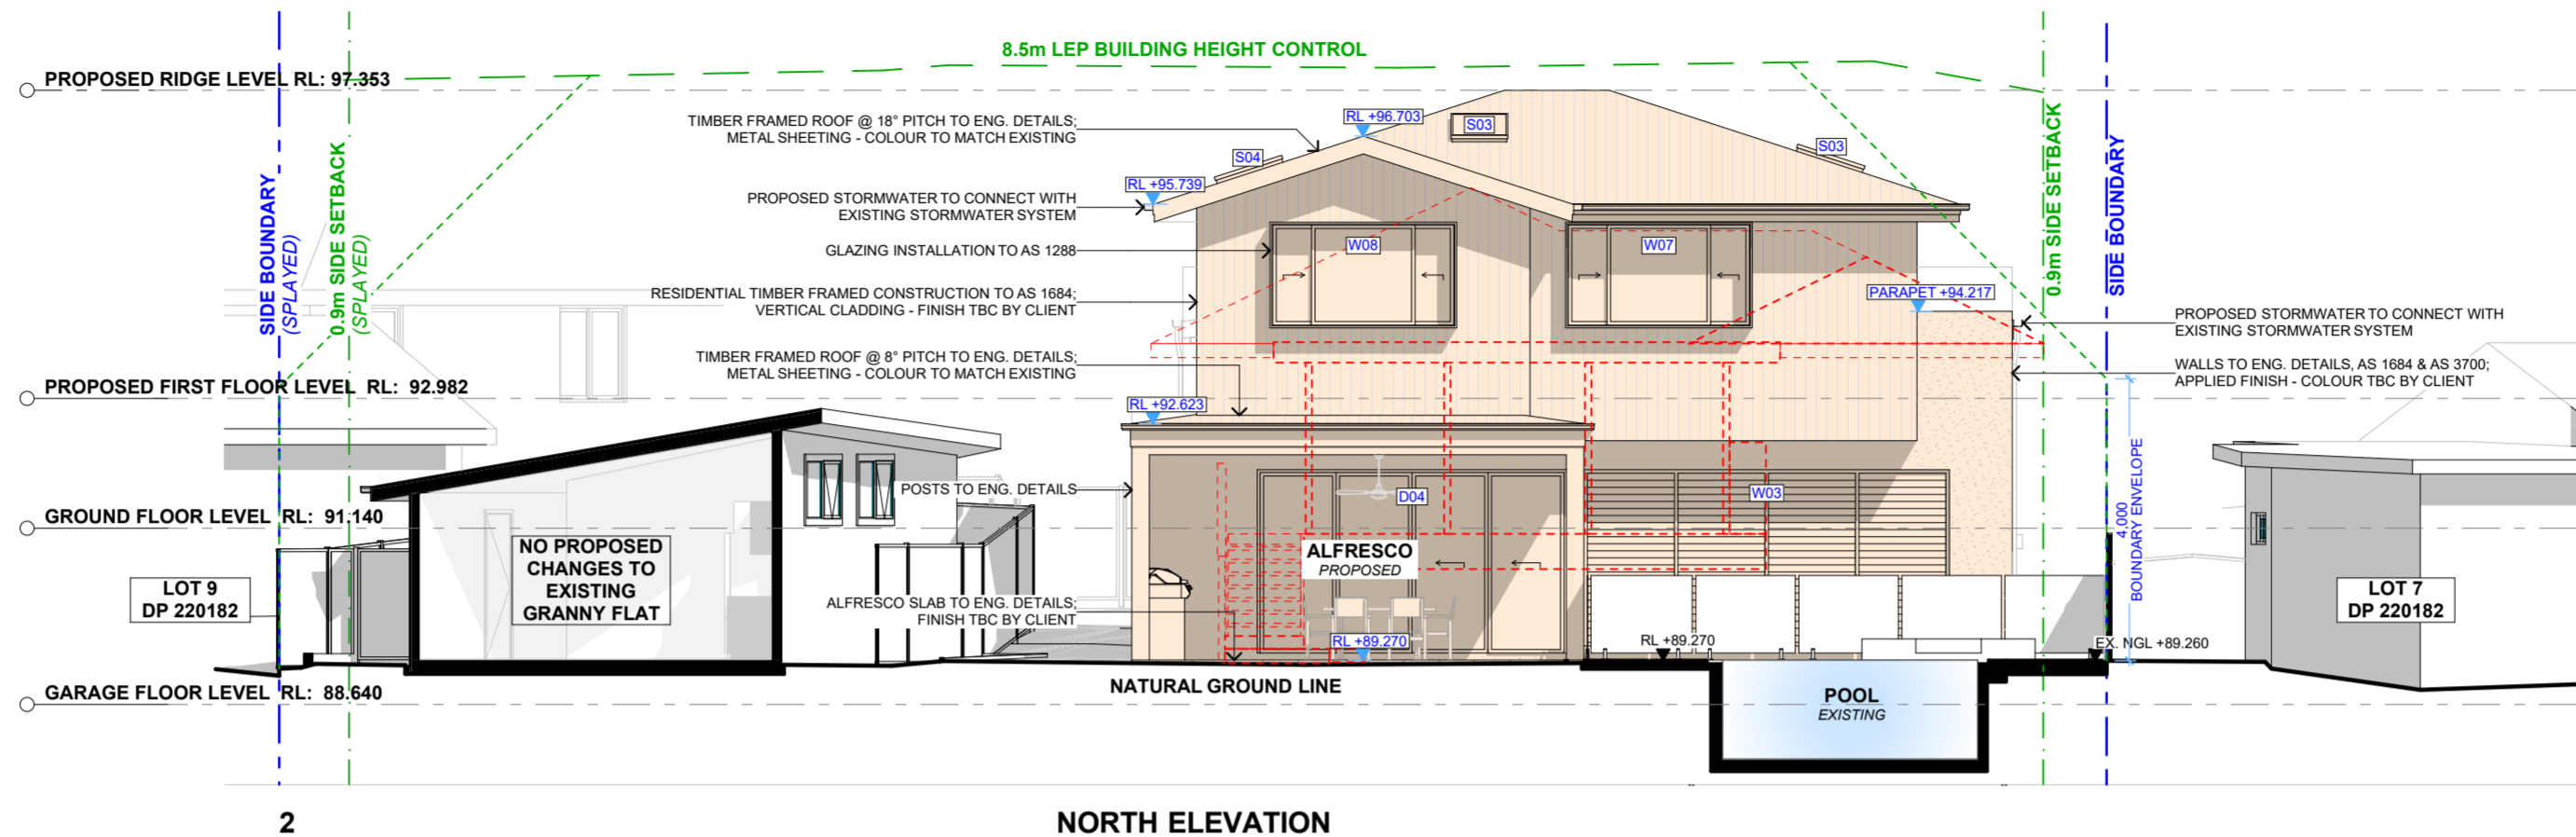 8.5m LEP BUILDING HEIGHT CONTROL
PROPOSED RIDGE LEVEL RL: 97.353
TIMBER FRAMED ROOF @ 18° PITCH TO ENG. DETAILS;
METAL SHEETING - COLOUR TO MATCH EXISTING
RL +96.703
S03
S04
S03
RL +95.739
PROPOSED STORMWATER TO CONNECT WITH
EXISTING STORMWATER SYSTEM
SIDE BOUNDARY
(SPLAYED)
0.9m SIDE SETBACK
(SPLAYED)
0.9m SIDE SETBACK
SIDE BOUNDARY
GLAZING INSTALLATION TO AS 1288
W08
W07
RESIDENTIAL TIMBER FRAMED CONSTRUCTION TO AS 1684;
VERTICAL CLADDING - FINISH TBC BY CLIENT
PARAPET +94.217
PROPOSED STORMWATER TO CONNECT WITH
EXISTING STORMWATER SYSTEM
TIMBER FRAMED ROOF @ 8° PITCH TO ENG. DETAILS;
METAL SHEETING - COLOUR TO MATCH EXISTING
WALLS TO ENG. DETAILS, AS 1684 & AS 3700;
APPLIED FINISH - COLOUR TBC BY CLIENT
PROPOSED FIRST FLOOR LEVEL RL: 92.982
RL +92.623
POSTS TO ENG. DETAILS
D04
W03
4,000
BOUNDARY ENVELOPE
GROUND FLOOR LEVEL RL: 91.140
NO PROPOSED
CHANGES TO
EXISTING
GRANNY FLAT
ALFRESCO
PROPOSED
LOT 9
DP 220182
LOT 7
DP 220182
ALFRESCO SLAB TO ENG. DETAILS;
FINISH TBC BY CLIENT
RL +89.270
RL +89.270
EX. NGL +89.260
GARAGE FLOOR LEVEL RL: 88.640
NATURAL GROUND LINE
POOL
EXISTING
2
NORTH ELEVATION